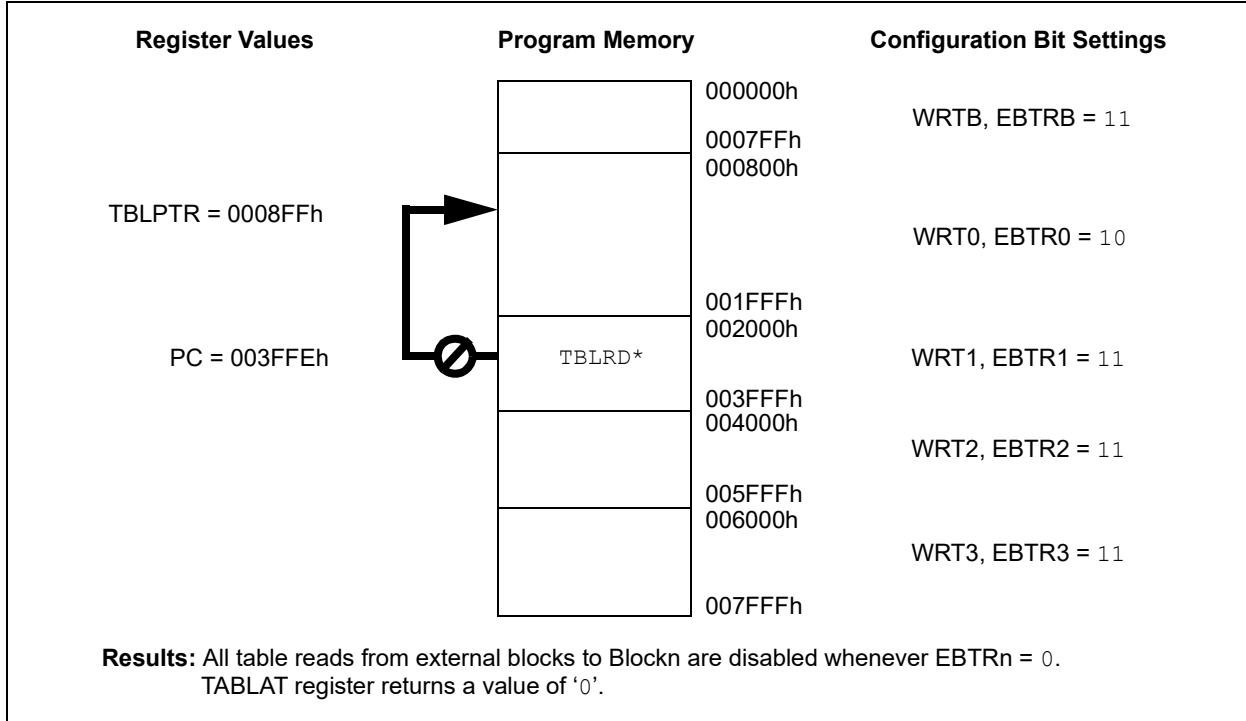 Register Values Program Memory Configuration Bit Settings
000000h
WRTB, EBTRB = 11
0007FFh
000800h
TBLPTR = 0008FFh
WRT0, EBTR0 = 10
001FFFh
002000h
PC = 003FFEh TBLRD* WRT1, EBTR1 = 11
003FFFh
004000h
WRT2, EBTR2 = 11
005FFFh
006000h
WRT3, EBTR3 = 11
007FFFh
Results: All table reads from external blocks to Blockn are disabled whenever EBTRn = 0.
TABLAT register returns a value of ‘0’.